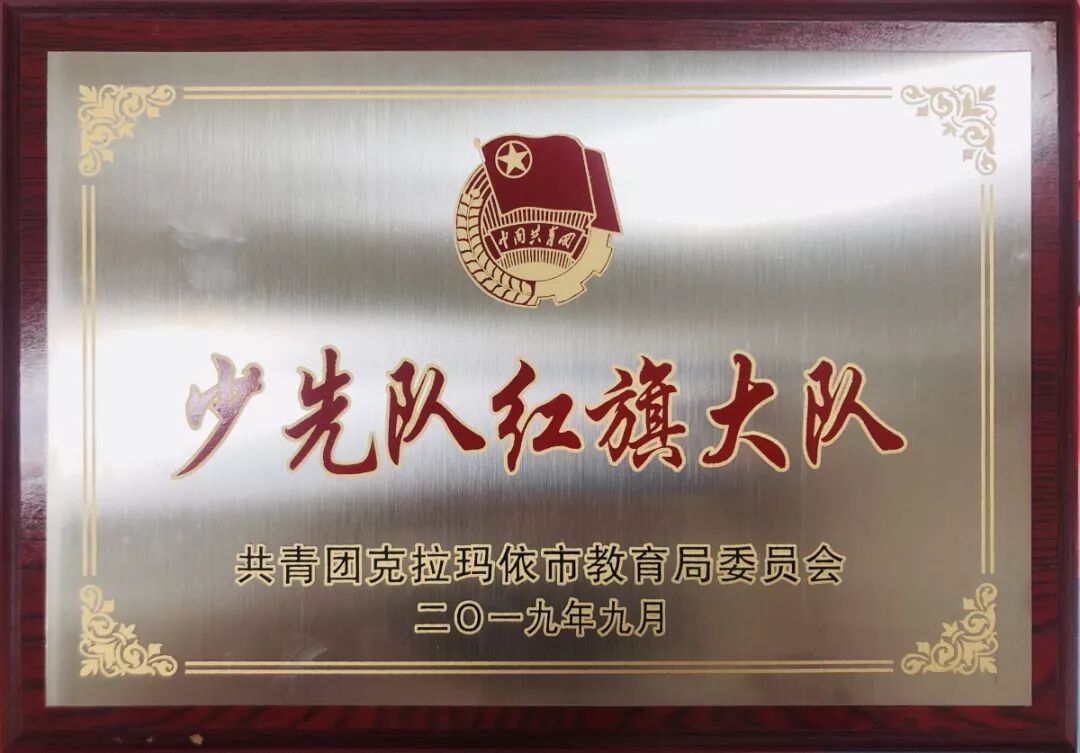 中国共青团
少先队红旗大队
共青团克拉玛依市教育局委员会
二〇一九年九月